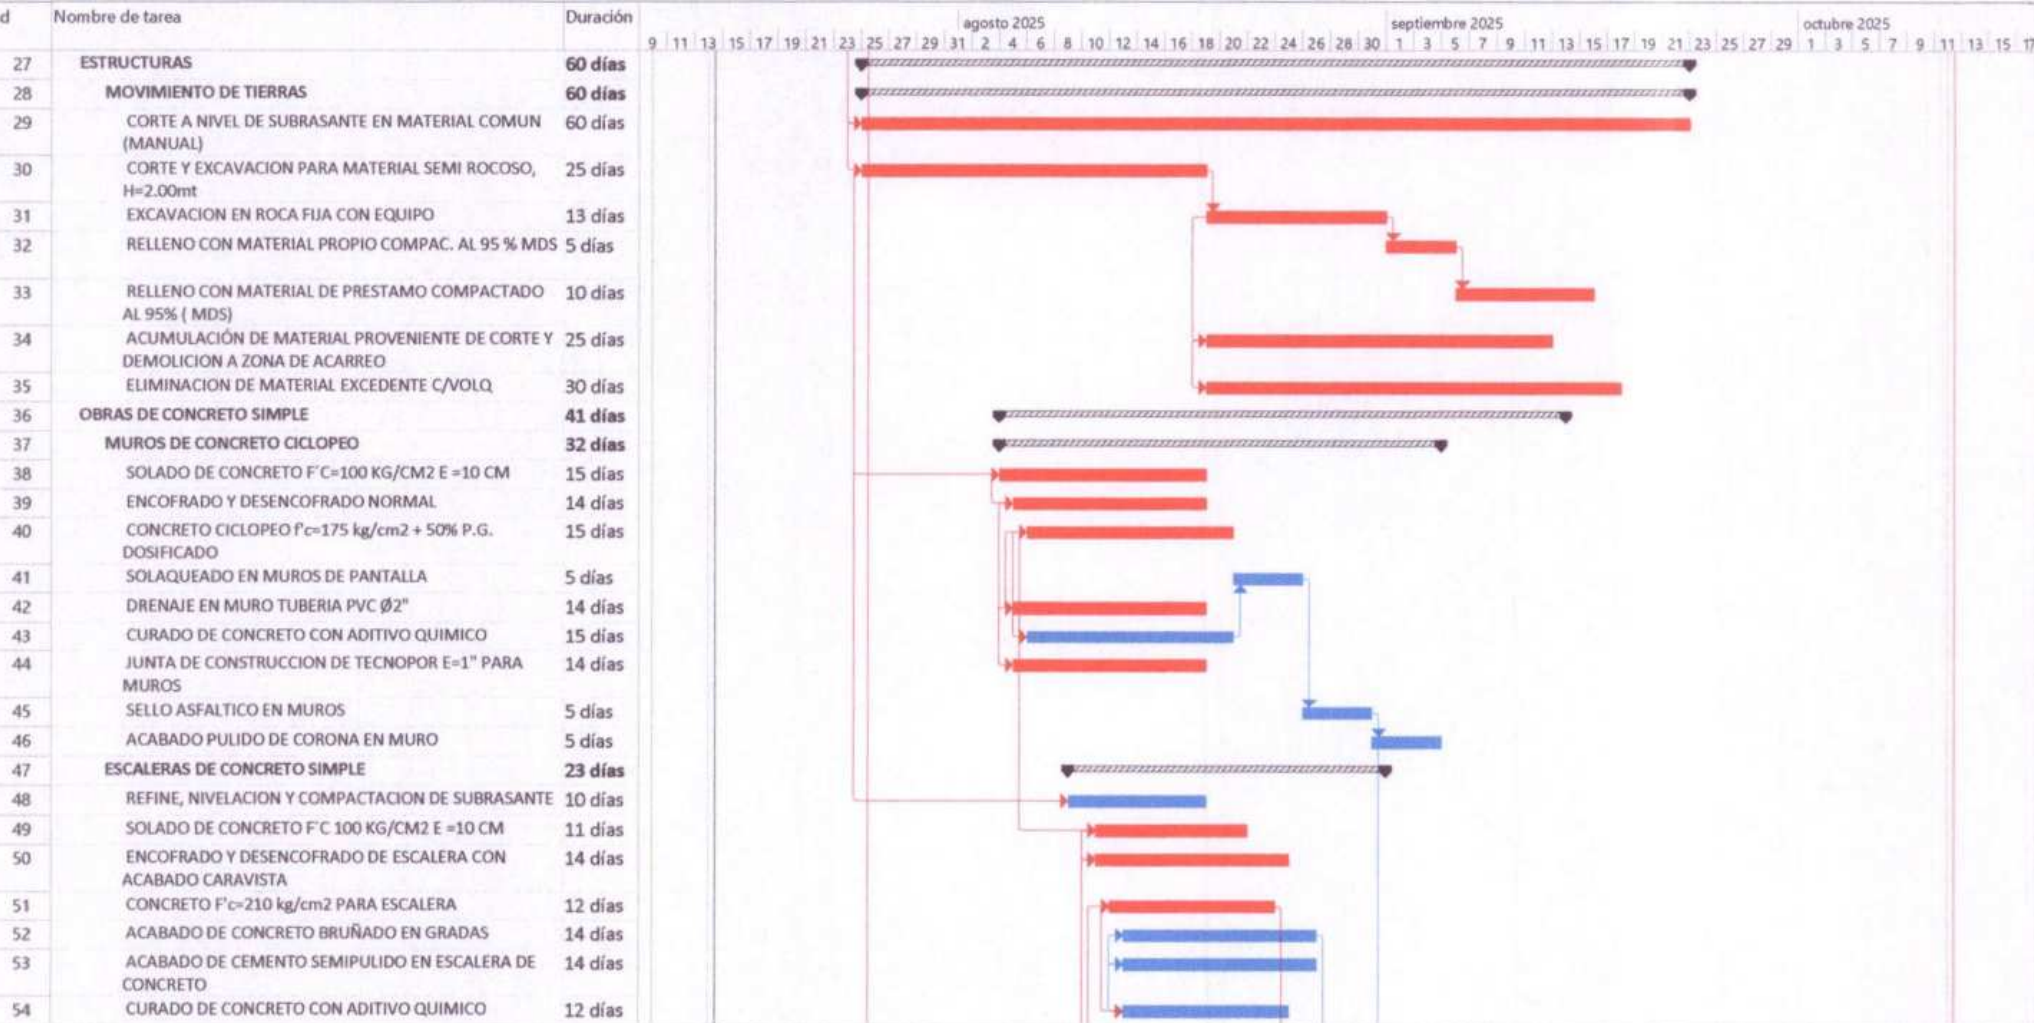 d Nombre de tarea Duración agosto 2025 septiembre 2025 octubre 2025
9 11 13 15 17 19 21 23 25 27 29 31 2 4 6 8 10 12 14 16 18 20 22 24 26 28 30 1 3 5 7 9 11 13 15 17 19 21 23 25 27 29 1 3 5 7 9 11 13 15 17
27 ESTRUCTURAS 60 días
28 MOVIMIENTO DE TIERRAS 60 días
29 CORTE A NIVEL DE SUBRASANTE EN MATERIAL COMUN 60 días
(MANUAL)
30 CORTE Y EXCAVACION PARA MATERIAL SEMI ROCOSO, 25 días
H=2.00mt
31 EXCAVACION EN ROCA FIJA CON EQUIPO 13 días
32 RELLENO CON MATERIAL PROPIO COMPAC. AL 95 % MDS 5 días
33 RELLENO CON MATERIAL DE PRESTAMO COMPACTADO 10 días
AL 95% ( MDS)
34 ACUMULACIÓN DE MATERIAL PROVENIENTE DE CORTE Y 25 días
DEMOLICION A ZONA DE ACARREO
35 ELIMINACION DE MATERIAL EXCEDENTE C/VOLQ 30 días
36 OBRAS DE CONCRETO SIMPLE 41 días
37 MUROS DE CONCRETO CICLOPEO 32 días
38 SOLADO DE CONCRETO F´C=100 KG/CM2 E =10 CM 15 días
39 ENCOFRADO Y DESENCOFRADO NORMAL 14 días
40 CONCRETO CICLOPEO f'c=175 kg/cm2 + 50% P.G. 15 días
DOSIFICADO
41 SOLAQUEADO EN MUROS DE PANTALLA 5 días
42 DRENAJE EN MURO TUBERIA PVC Ø2" 14 días
43 CURADO DE CONCRETO CON ADITIVO QUIMICO 15 días
44 JUNTA DE CONSTRUCCION DE TECNOPOR E=1" PARA 14 días
MUROS
45 SELLO ASFALTICO EN MUROS 5 días
46 ACABADO PULIDO DE CORONA EN MURO 5 días
47 ESCALERAS DE CONCRETO SIMPLE 23 días
48 REFINE, NIVELACION Y COMPACTACION DE SUBRASANTE 10 días
49 SOLADO DE CONCRETO F´C 100 KG/CM2 E =10 CM 11 días
50 ENCOFRADO Y DESENCOFRADO DE ESCALERA CON 14 días
ACABADO CARAVISTA
51 CONCRETO F'c=210 kg/cm2 PARA ESCALERA 12 días
52 ACABADO DE CONCRETO BRUÑADO EN GRADAS 14 días
53 ACABADO DE CEMENTO SEMIPULIDO EN ESCALERA DE 14 días
CONCRETO
54 CURADO DE CONCRETO CON ADITIVO QUIMICO 12 días